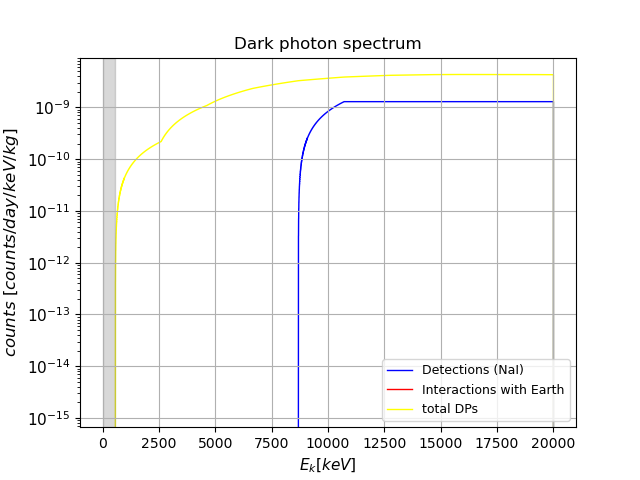 Dark photon spectrum
counts [counts/day/keV/kg]
10⁻⁹
10⁻¹⁰
10⁻¹¹
10⁻¹²
10⁻¹³
10⁻¹⁴
10⁻¹⁵
Detections (NaI)
Interactions with Earth
total DPs
0 2500 5000 7500 10000 12500 15000 17500 20000
Eₖ[keV]